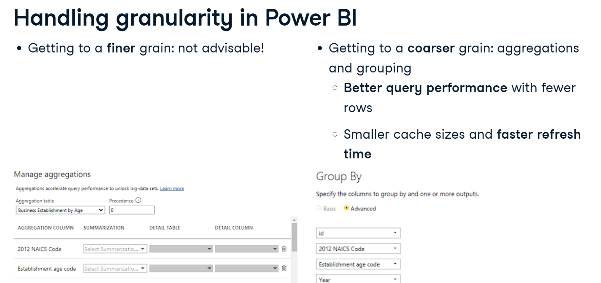 Handling granularity in Power BI
Getting to a finer grain: not advisable!
Getting to a coarser grain: aggregations
and grouping
Better query performance with fewer
rows
Smaller cache sizes and faster refresh
time
Manage aggregations
Aggregations accelerate query performance to unlock big-data sets. Learn more
Aggregation table
Precedence
Business Establishment by Age
0
AGGREGATION COLUMN SUMMARIZATION DETAIL TABLE DETAIL COLUMN
2012 NAICS Code
Select Summarizatio...
Establishment age code
Select Summarizatio...
Group By
Specify the columns to group by and one or more outputs.
Basic Advanced
id
2012 NAICS Code
Establishment age code
Year